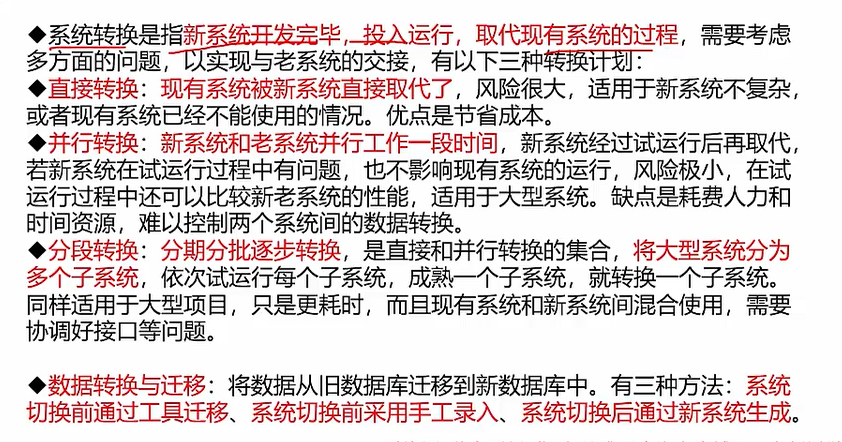 ◆系统转换是指新系统开发完毕，投入运行，取代现有系统的过程，需要考虑
多方面的问题，以实现与老系统的交接，有以下三种转换计划：
◆直接转换：现有系统被新系统直接取代了，风险很大，适用于新系统不复杂，
或者现有系统已经不能使用的情况。优点是节省成本。
◆并行转换：新系统和老系统并行工作一段时间，新系统经过试运行后再取代，
若新系统在试运行过程中有问题，也不影响现有系统的运行，风险极小，在试
运行过程中还可以比较新老系统的性能，适用于大型系统。缺点是耗费人力和
时间资源，难以控制两个系统间的数据转换。
◆分段转换：分期分批逐步转换，是直接和并行转换的集合，将大型系统分为
多个子系统，依次试运行每个子系统，成熟一个子系统，就转换一个子系统。
同样适用于大型项目，只是更耗时，而且现有系统和新系统间混合使用，需要
协调好接口等问题。
◆数据转换与迁移：将数据从旧数据库迁移到新数据库中。有三种方法：系统
切换前通过工具迁移、系统切换前采用手工录入、系统切换后通过新系统生成。